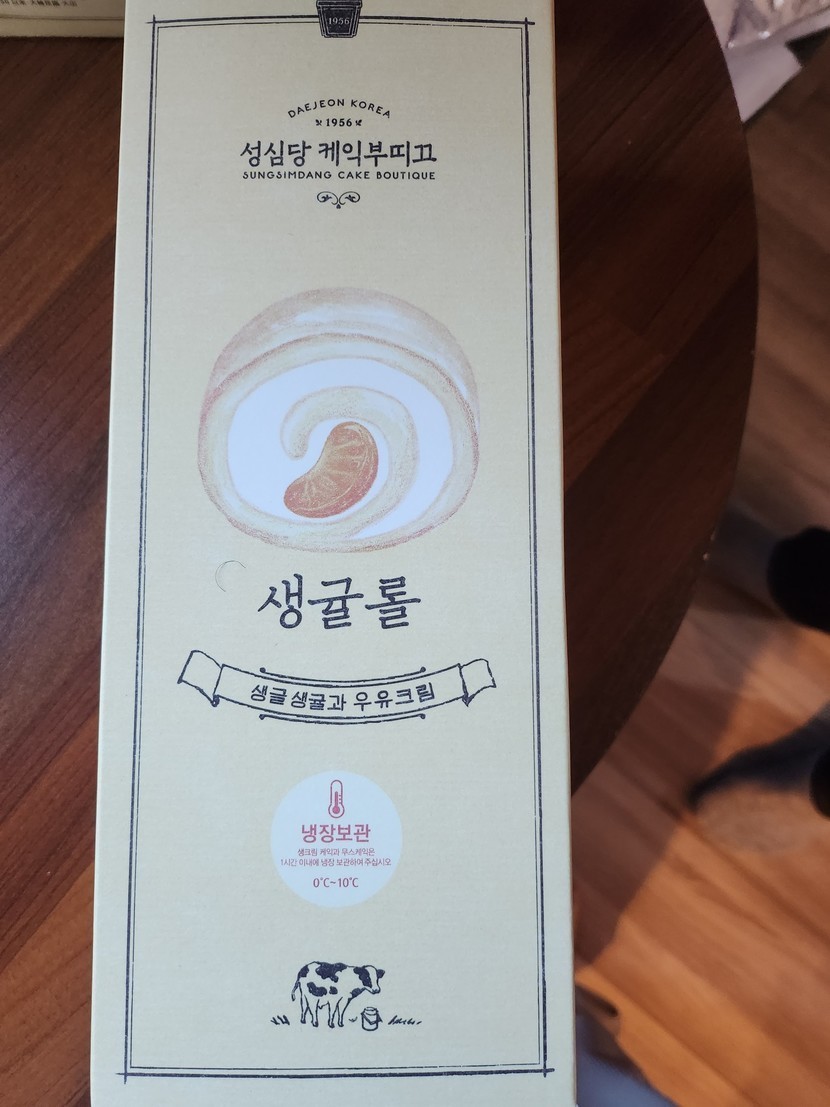 1956
DAEJEON KOREA
1956
성심당 케익부띠끄
SUNGSIMDANG CAKE BOUTIQUE
생귤롤
생글생귤과 우유크림
냉장보관
생크림 케익과 무스케익은
1시간 이내에 냉장 보관하여 주십시오
0℃~10℃